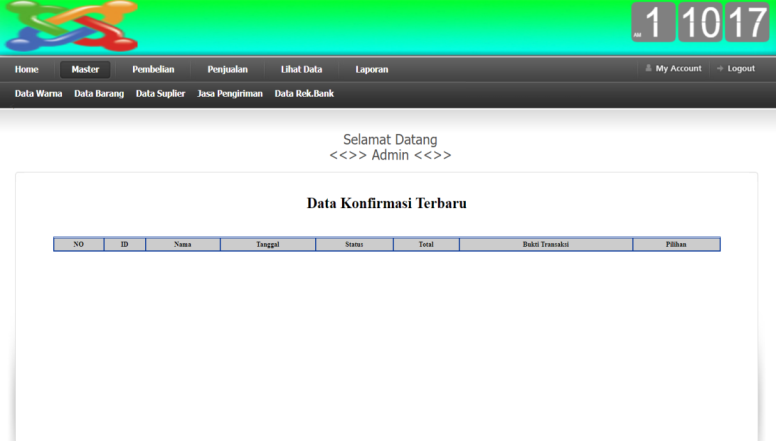 AM 1 10 17
Home Master Pembelian Penjualan Lihat Data Laporan My Account Logout
Data Warna Data Barang Data Suplier Jasa Pengiriman Data Rek.Bank
Selamat Datang
<<>> Admin <<>>
Data Konfirmasi Terbaru
NO ID Nama Tanggal Status Total Bukti Transaksi Pilihan